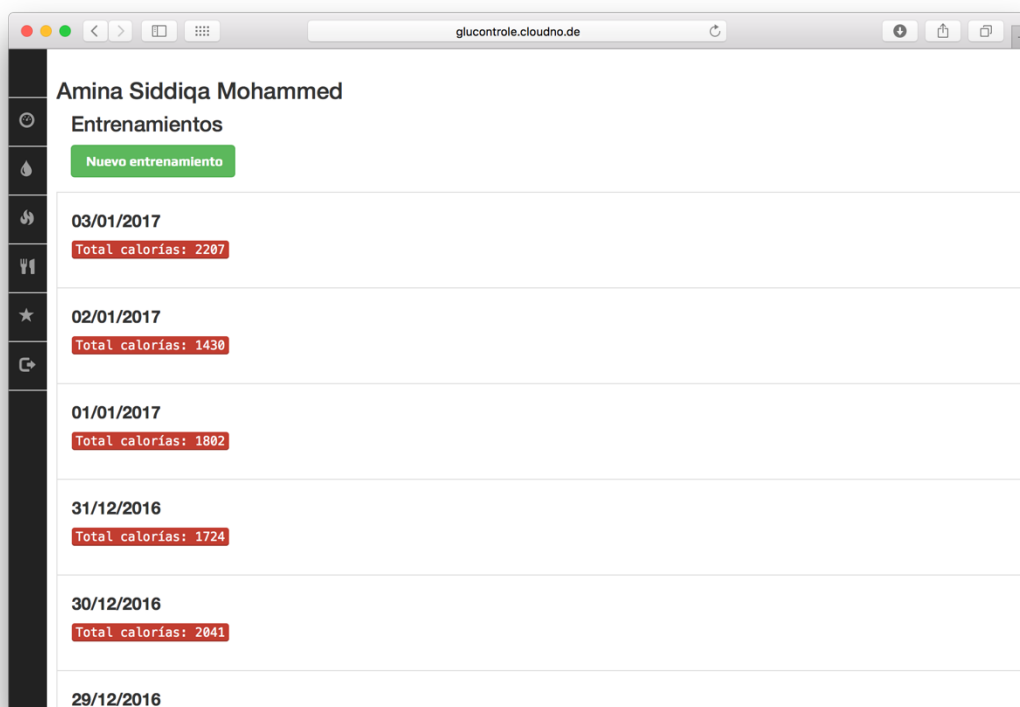 glucontrole.cloudno.de
Amina Siddiqa Mohammed
Entrenamientos
Nuevo entrenamiento
03/01/2017
Total calorías: 2207
02/01/2017
Total calorías: 1430
01/01/2017
Total calorías: 1802
31/12/2016
Total calorías: 1724
30/12/2016
Total calorías: 2041
29/12/2016